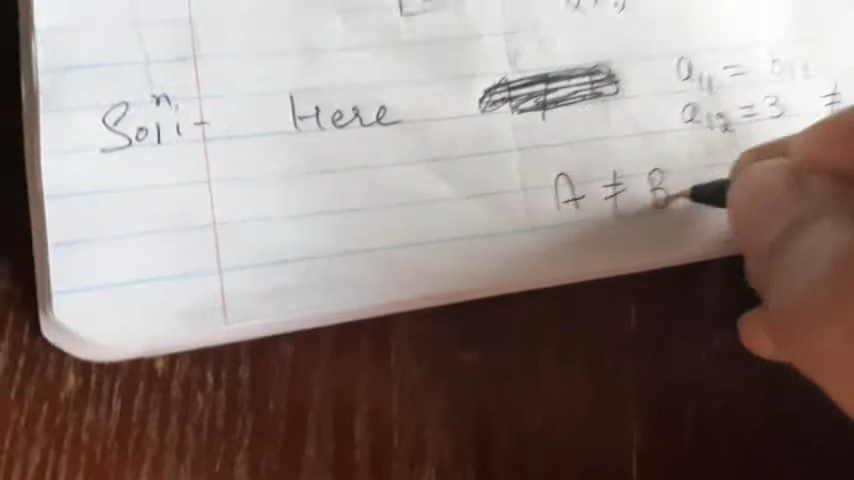 Solⁿ:- Here a₁₁ = b₁₁
a₁₂ = 3 ≠
A ≠ B